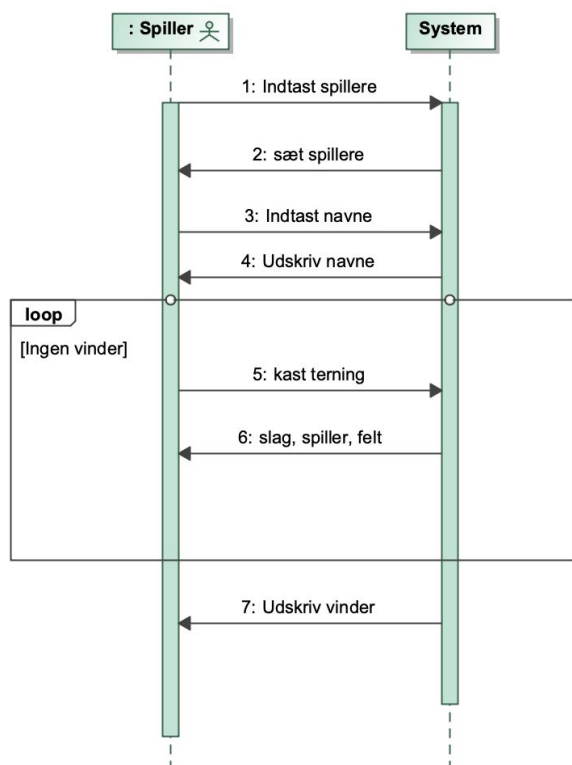 : Spiller
System
1: Indtast spillere
2: sæt spillere
3: Indtast navne
4: Udskriv navne
loop
[Ingen vinder]
5: kast terning
6: slag, spiller, felt
7: Udskriv vinder